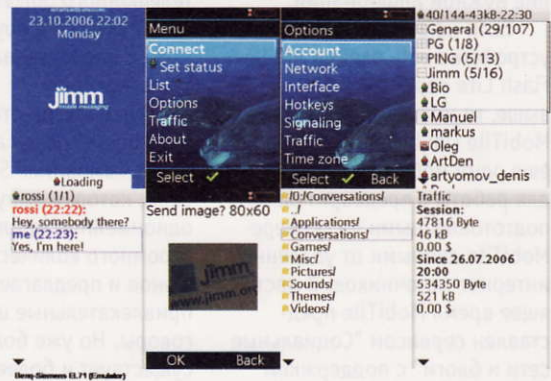 23.10.2006 22:02
Monday
jimm
mobile messaging
Loading
Menu
Connect
Set status
List
Options
Traffic
About
Exit
Select
Options
Account
Network
Interface
Hotkeys
Signaling
Traffic
Time zone
Select Back
40/144-43kB-22:30
General (29/107)
PG (1/8)
PING (5/13)
Jimm (5/16)
Bio
LG
Manuel
markus
Oleg
ArtDen
artyomov_denis
rossi (1/1)
rossi (22:22):
Hey, somebody there?
me (22:23):
Yes, I'm here!
Send image? 80x60
jimm
www.jimm.org
OK Back
/0:/Conversations/
../
Applications/
Conversations/
Games/
Misc/
Pictures/
Sounds/
Themes/
Videos/
Traffic
Session:
47816 Byte
46 kB
0.00 $
Since 26.07.2006
20:00
534350 Byte
521 kB
0.00 $
Benq-Siemens EL71 (Emulator)